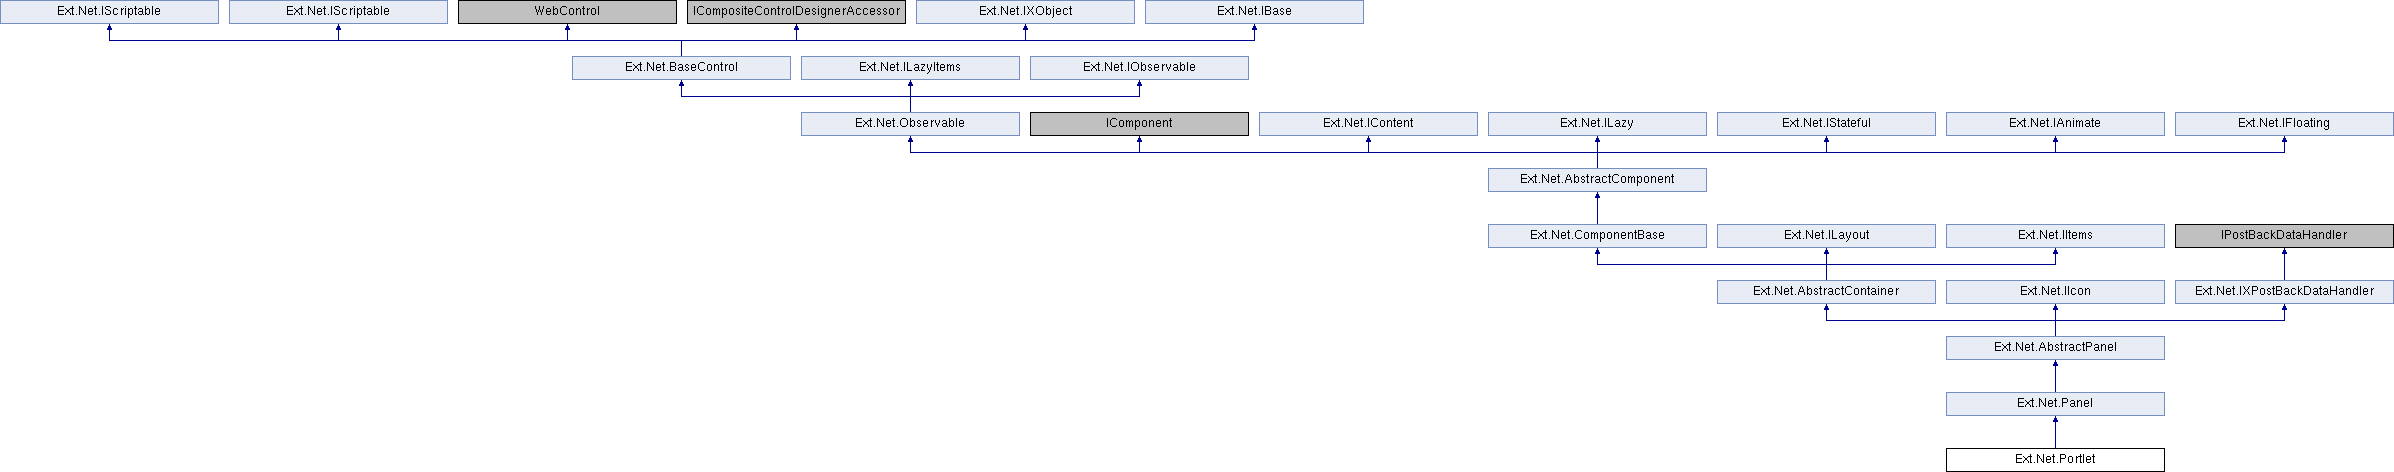 Ext.Net.IScriptable
Ext.Net.IScriptable
WebControl
ICompositeControlDesignerAccessor
Ext.Net.IXObject
Ext.Net.IBase
Ext.Net.BaseControl
Ext.Net.ILazyItems
Ext.Net.IObservable
Ext.Net.Observable
IComponent
Ext.Net.IContent
Ext.Net.ILazy
Ext.Net.IStateful
Ext.Net.IAnimate
Ext.Net.IFloating
Ext.Net.AbstractComponent
Ext.Net.ComponentBase
Ext.Net.ILayout
Ext.Net.IItems
IPostBackDataHandler
Ext.Net.AbstractContainer
Ext.Net.IIcon
Ext.Net.IXPostBackDataHandler
Ext.Net.AbstractPanel
Ext.Net.Panel
Ext.Net.Portlet